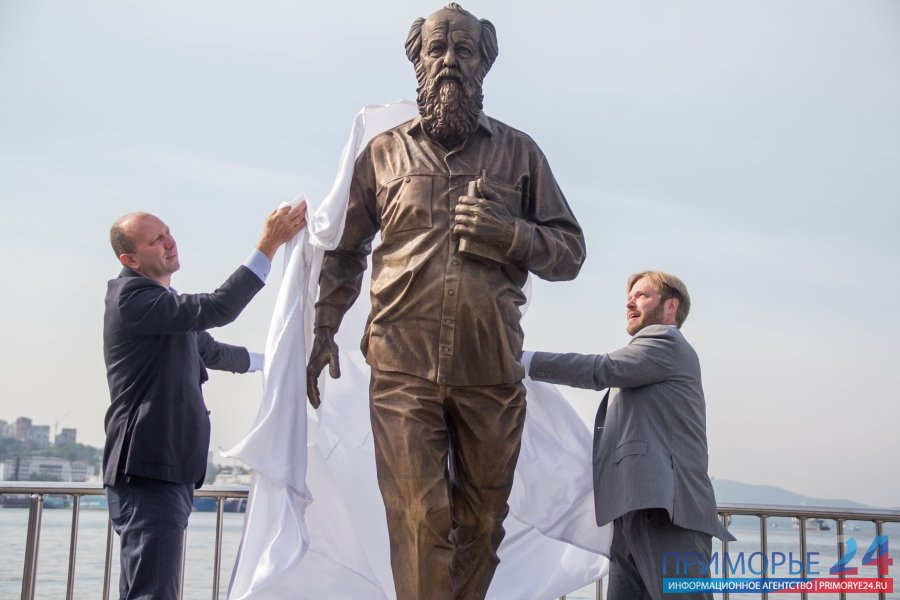 ПРИМОРЬЕ 24
ИНФОРМАЦИОННОЕ АГЕНТСТВО | PRIMORYE24.RU